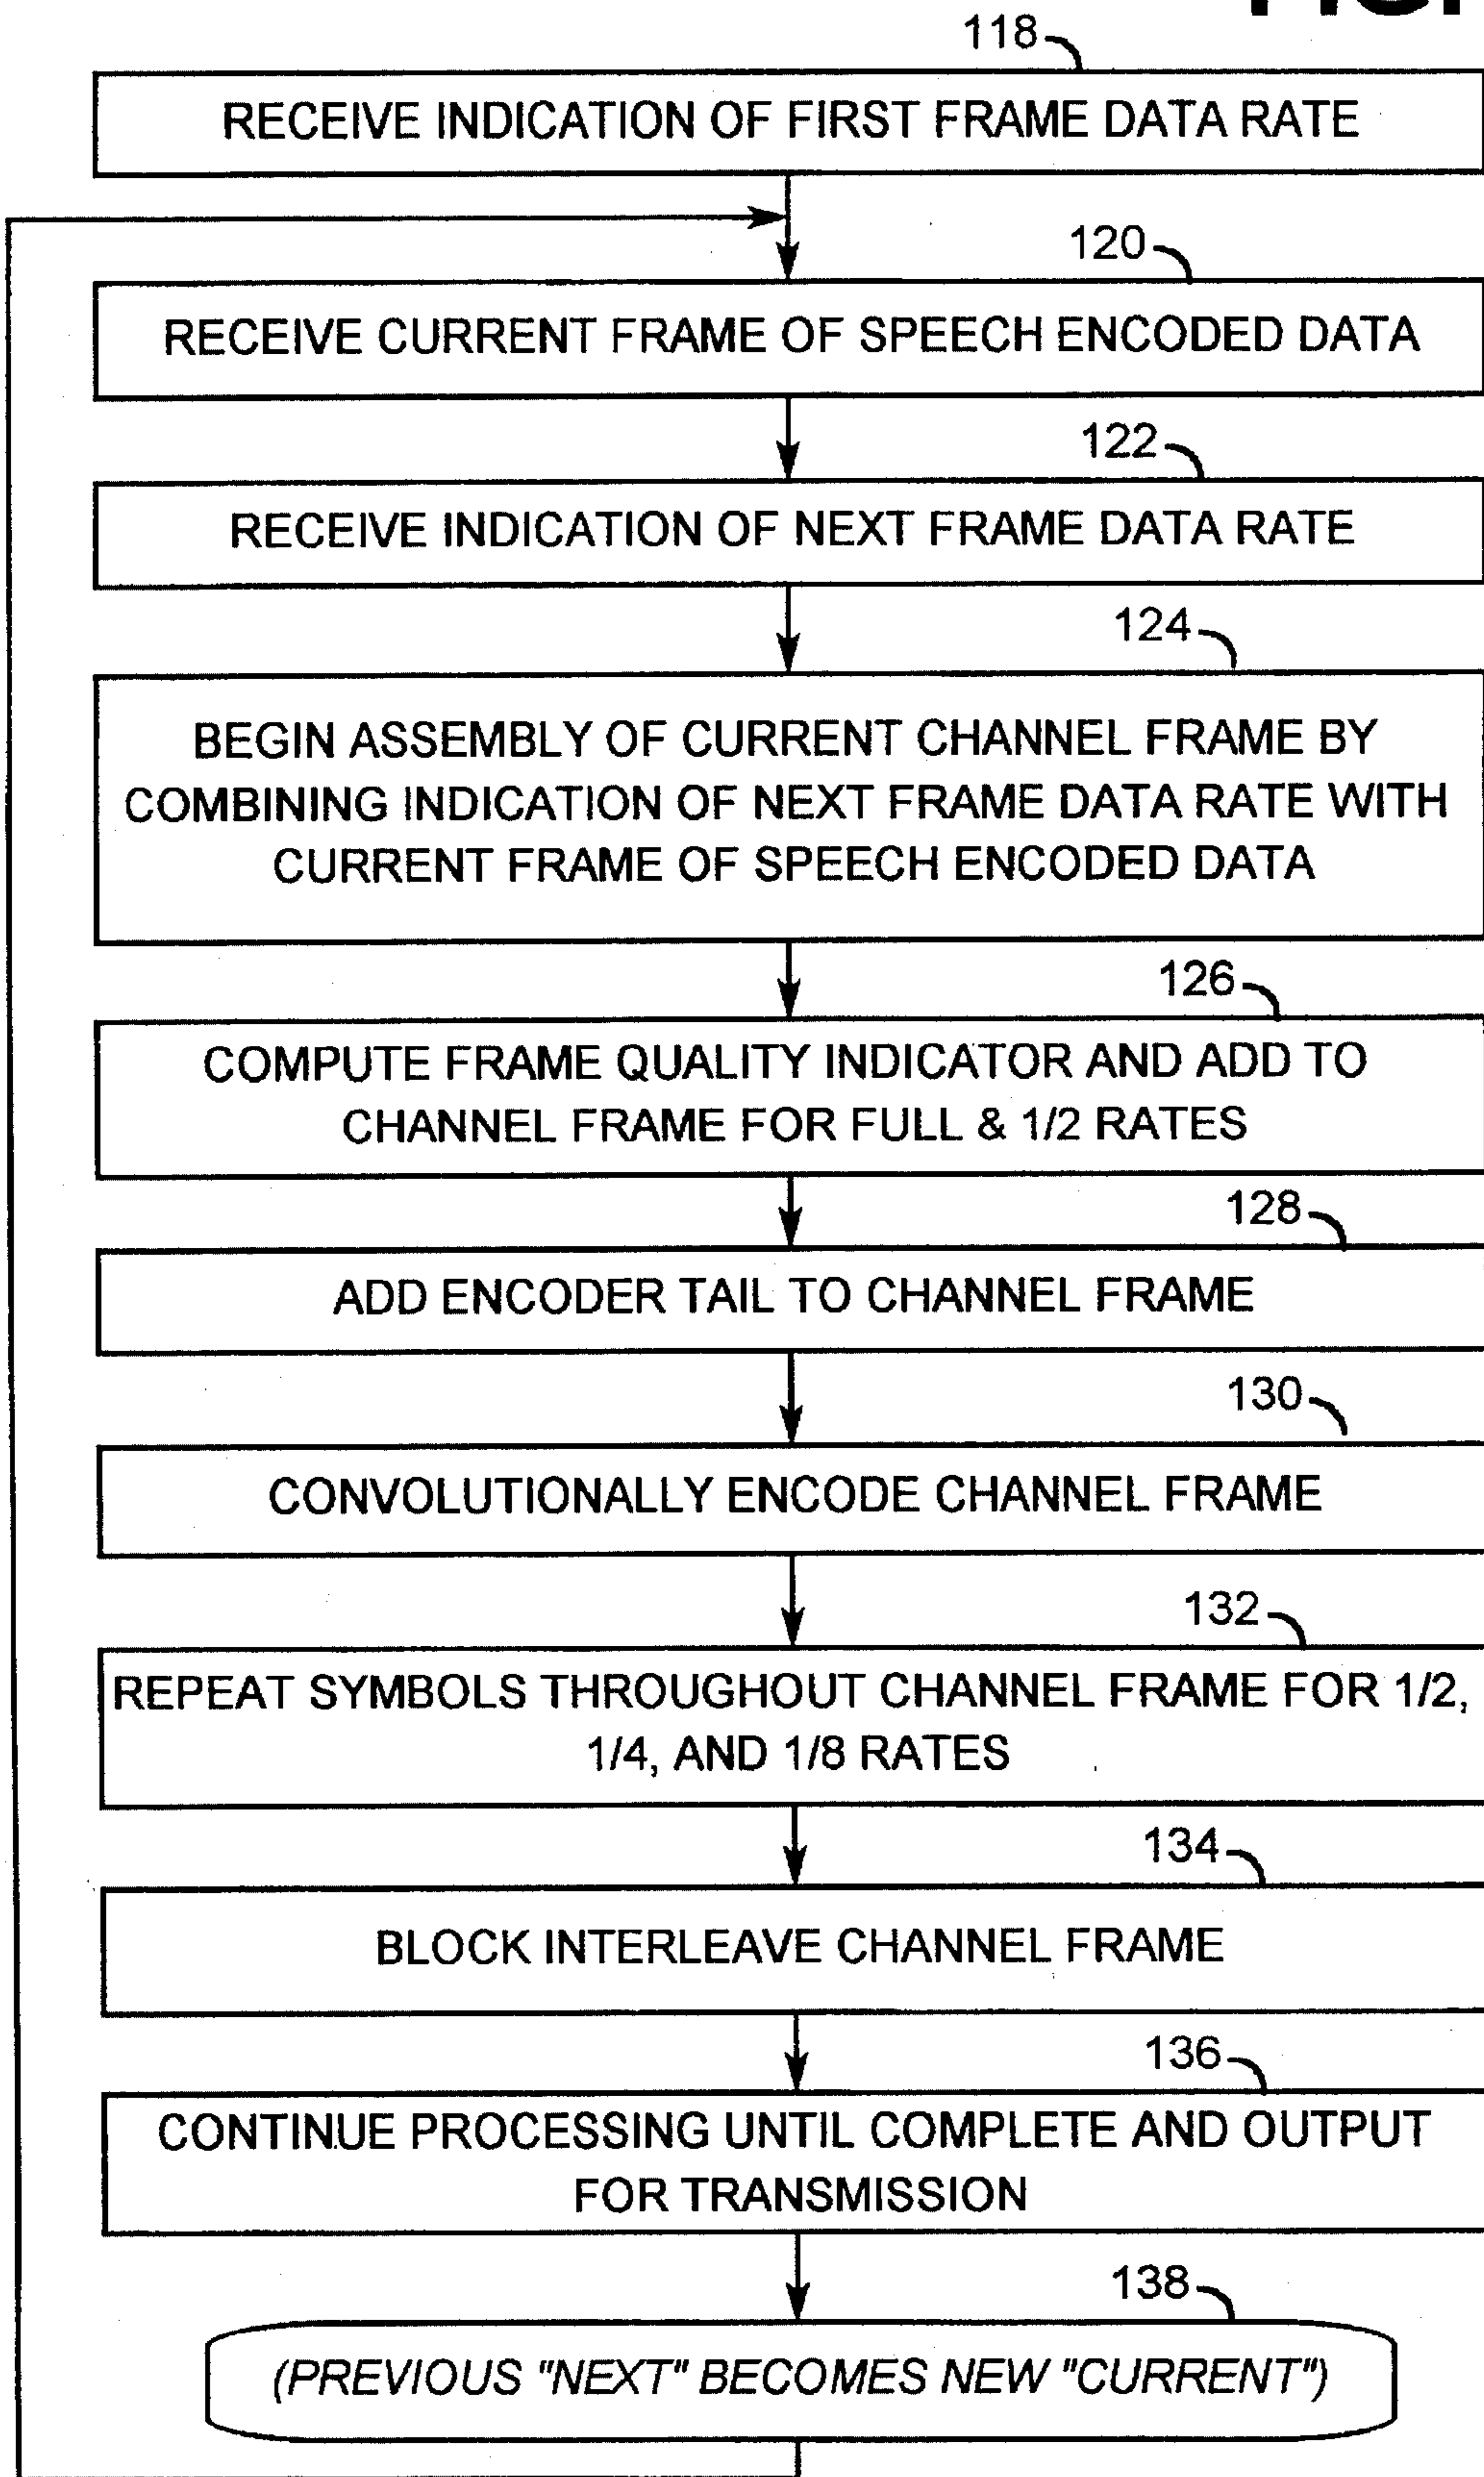 118
RECEIVE INDICATION OF FIRST FRAME DATA RATE
120
RECEIVE CURRENT FRAME OF SPEECH ENCODED DATA
122
RECEIVE INDICATION OF NEXT FRAME DATA RATE
124
BEGIN ASSEMBLY OF CURRENT CHANNEL FRAME BY
COMBINING INDICATION OF NEXT FRAME DATA RATE WITH
CURRENT FRAME OF SPEECH ENCODED DATA
126
COMPUTE FRAME QUALITY INDICATOR AND ADD TO
CHANNEL FRAME FOR FULL & 1/2 RATES
128
ADD ENCODER TAIL TO CHANNEL FRAME
130
CONVOLUTIONALLY ENCODE CHANNEL FRAME
132
REPEAT SYMBOLS THROUGHOUT CHANNEL FRAME FOR 1/2,
1/4, AND 1/8 RATES
134
BLOCK INTERLEAVE CHANNEL FRAME
136
CONTINUE PROCESSING UNTIL COMPLETE AND OUTPUT
FOR TRANSMISSION
138
(PREVIOUS "NEXT" BECOMES NEW "CURRENT")